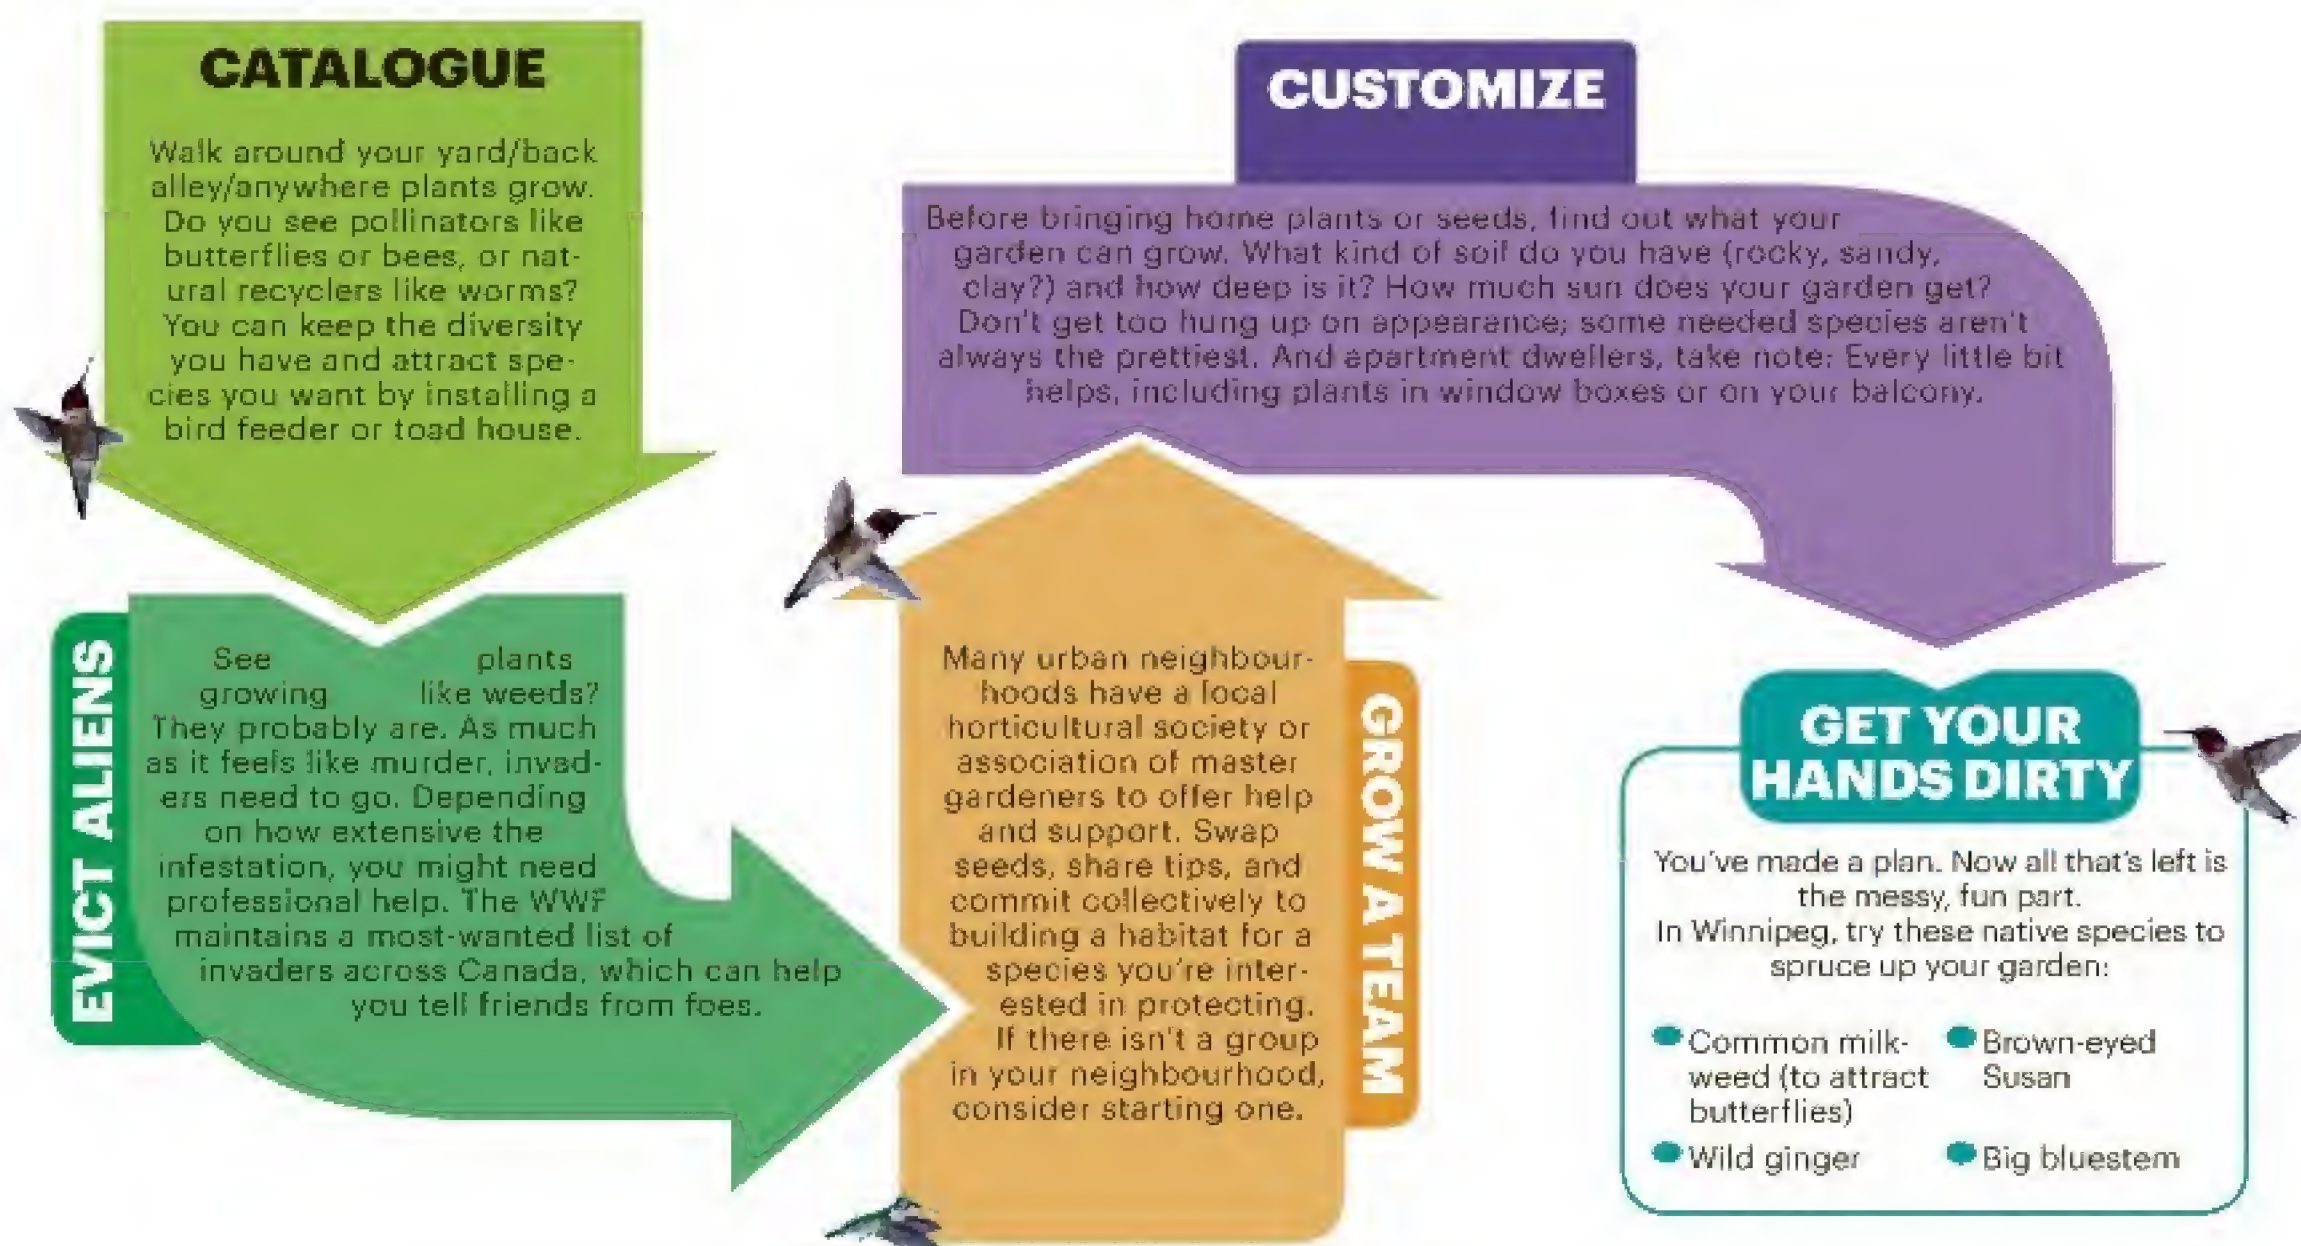 CATALOGUE
Walk around your yard/back
alley/anywhere plants grow.
Do you see pollinators like
butterflies or bees, or nat-
ural recyclers like worms?
You can keep the diversity
you have and attract spe-
cies you want by installing a
bird feeder or toad house.
EVICT ALIENS
See plants
growing like weeds?
They probably are. As much
as it feels like murder, invad-
ers need to go. Depending
on how extensive the
infestation, you might need
professional help. The WWF
maintains a most-wanted list of
invaders across Canada, which can help
you tell friends from foes.
GROW A TEAM
Many urban neighbour-
hoods have a local
horticultural society or
association of master
gardeners to offer help
and support. Swap
seeds, share tips, and
commit collectively to
building a habitat for a
species you're inter-
ested in protecting.
If there isn't a group
in your neighbourhood,
consider starting one.
CUSTOMIZE
Before bringing home plants or seeds, find out what your
garden can grow. What kind of soil do you have (rocky, sandy,
clay?) and how deep is it? How much sun does your garden get?
Don't get too hung up on appearance; some needed species aren't
always the prettiest. And apartment dwellers, take note: Every little bit
helps, including plants in window boxes or on your balcony.
GET YOUR
HANDS DIRTY
You've made a plan. Now all that's left is
the messy, fun part.
In Winnipeg, try these native species to
spruce up your garden:
Common milk-
weed (to attract
butterflies)
Wild ginger
Brown-eyed
Susan
Big bluestem